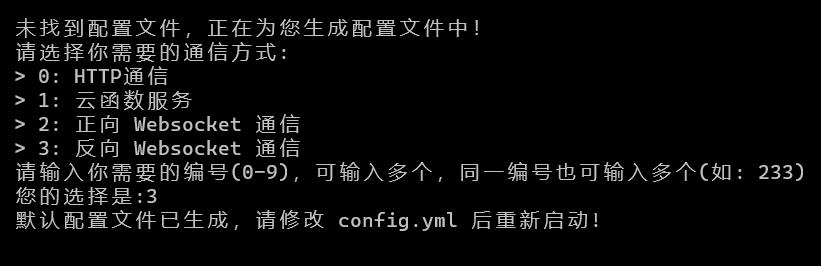 未找到配置文件，正在为您生成配置文件中！
请选择你需要的通信方式:
> 0: HTTP通信
> 1: 云函数服务
> 2: 正向 Websocket 通信
> 3: 反向 Websocket 通信
请输入你需要的编号(0-9)，可输入多个，同一编号也可输入多个(如: 233)
您的选择是:3
默认配置文件已生成，请修改 config.yml 后重新启动！